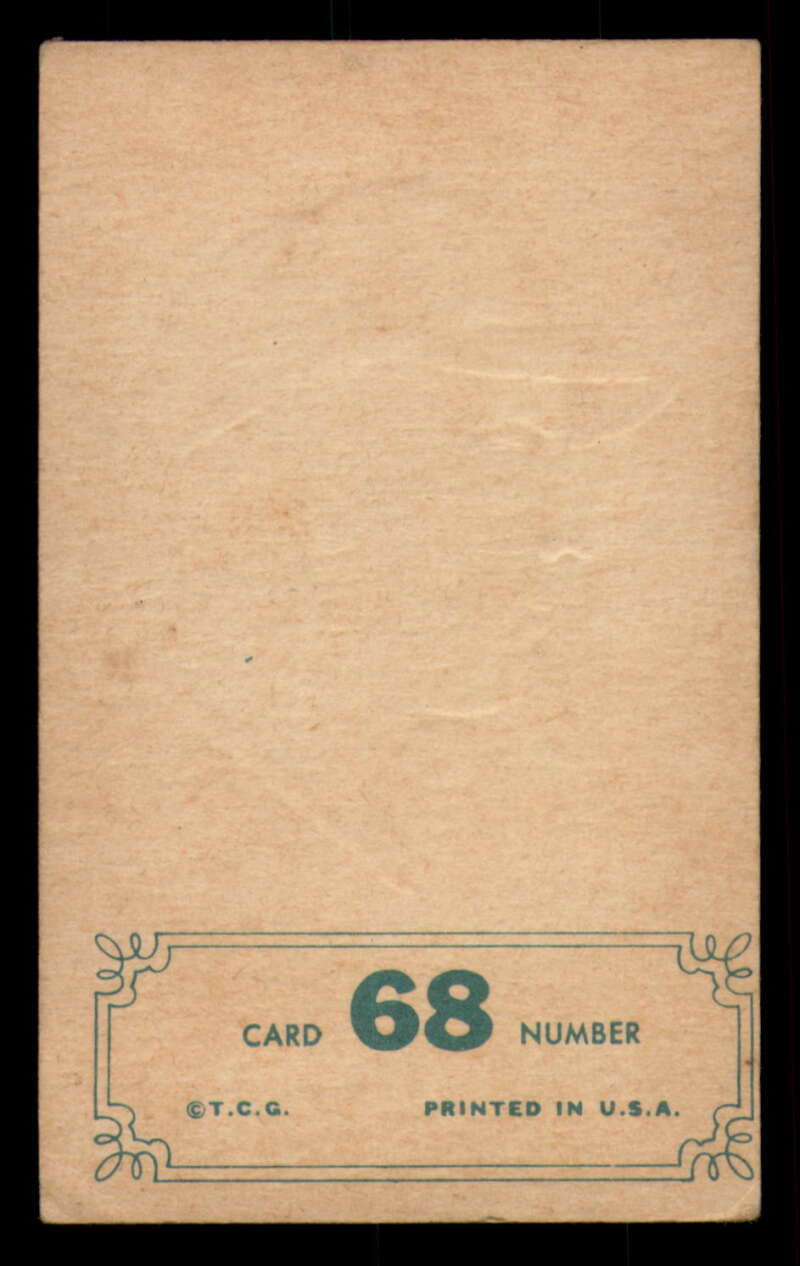 CARD 68 NUMBER
©T.C.G. PRINTED IN U.S.A.